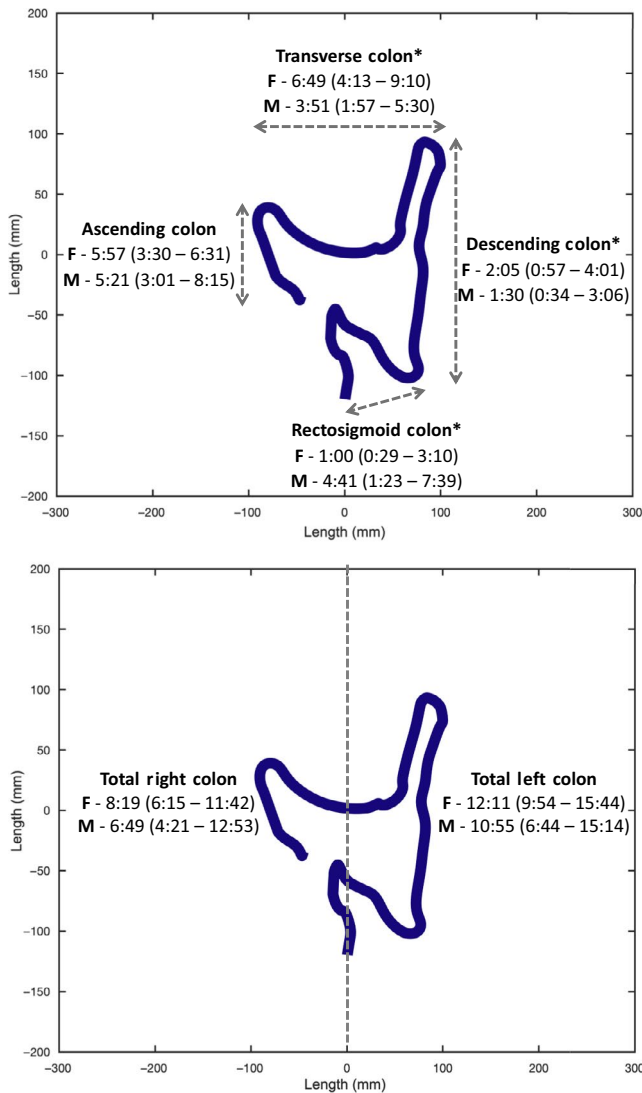 200
150
100
50
0
−50
−100
−150
−200
Length (mm)
Transverse colon*
F - 6:49 (4:13 – 9:10)
M - 3:51 (1:57 – 5:30)
Ascending colon
F - 5:57 (3:30 – 6:31)
M - 5:21 (3:01 – 8:15)
Descending colon*
F - 2:05 (0:57 – 4:01)
M - 1:30 (0:34 – 3:06)
Rectosigmoid colon*
F - 1:00 (0:29 – 3:10)
M - 4:41 (1:23 – 7:39)
−300 −200 −100 0 100 200 300
Length (mm)
200
150
100
50
0
−50
−100
−150
−200
Length (mm)
Total right colon
F - 8:19 (6:15 – 11:42)
M - 6:49 (4:21 – 12:53)
Total left colon
F - 12:11 (9:54 – 15:44)
M - 10:55 (6:44 – 15:14)
−300 −200 −100 0 100 200 300
Length (mm)